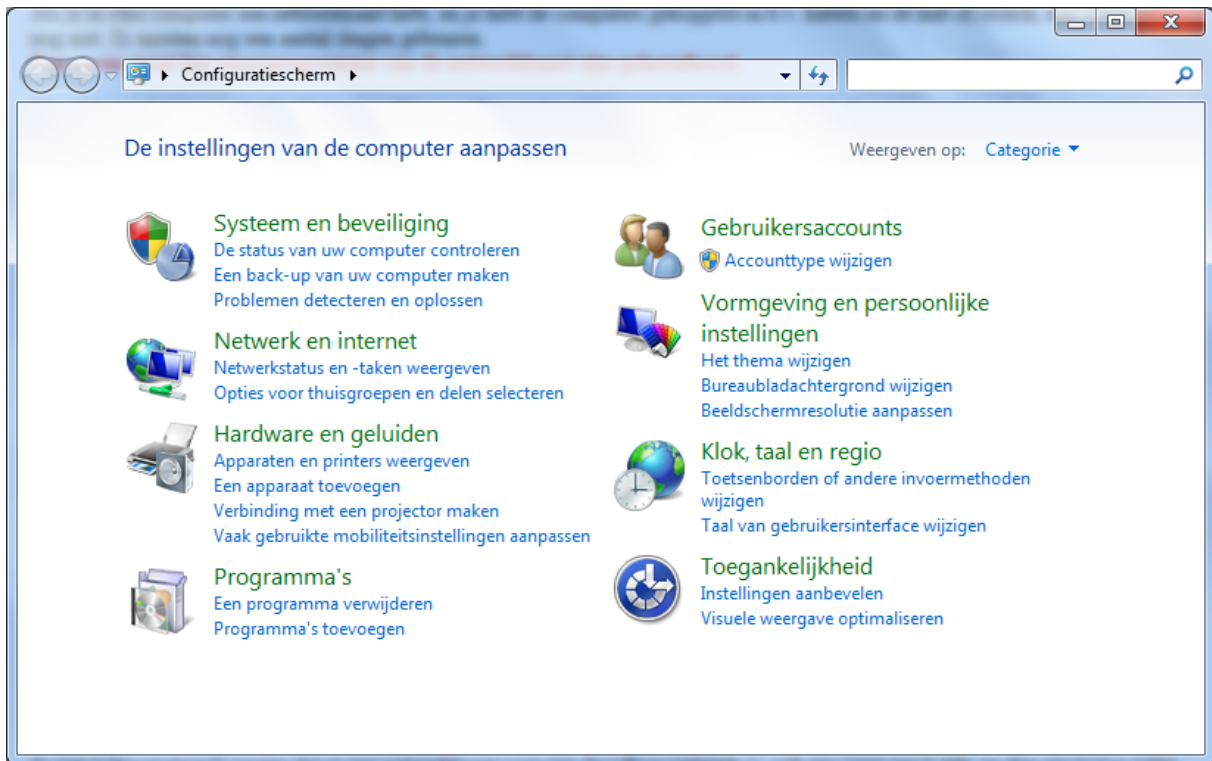 Configuratiescherm
De instellingen van de computer aanpassen
Weergeven op: Categorie
Systeem en beveiliging
De status van uw computer controleren
Een back-up van uw computer maken
Problemen detecteren en oplossen
Netwerk en internet
Netwerkstatus en -taken weergeven
Opties voor thuisgroepen en delen selecteren
Hardware en geluiden
Apparaten en printers weergeven
Een apparaat toevoegen
Verbinding met een projector maken
Vaak gebruikte mobiliteitsinstellingen aanpassen
Programma's
Een programma verwijderen
Programma's toevoegen
Gebruikersaccounts
Accounttype wijzigen
Vormgeving en persoonlijke
instellingen
Het thema wijzigen
Bureaubladachtergrond wijzigen
Beeldschermresolutie aanpassen
Klok, taal en regio
Toetsenborden of andere invoermethoden
wijzigen
Taal van gebruikersinterface wijzigen
Toegankelijkheid
Instellingen aanbevelen
Visuele weergave optimaliseren